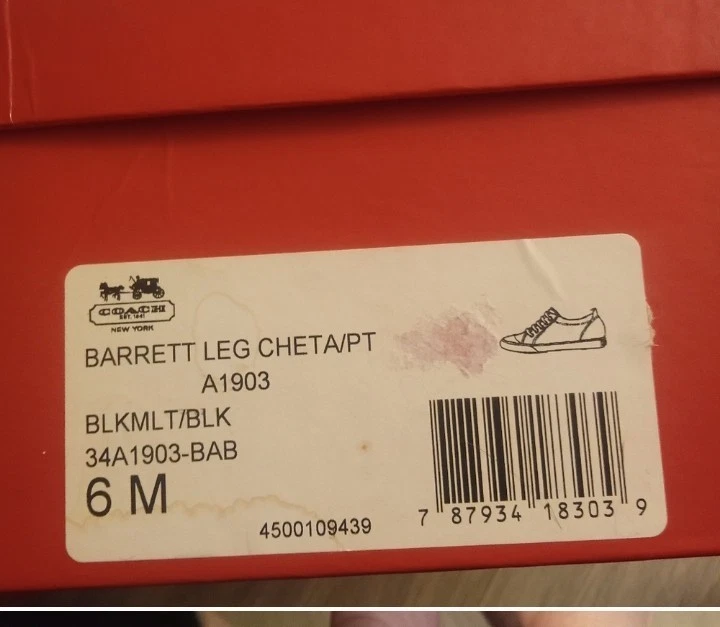 COACH
EST. 1941
NEW YORK
BARRETT LEG CHETA/PT
A1903
BLKMLT/BLK
34A1903-BAB
6 M
4500109439
7 87934 18303 9